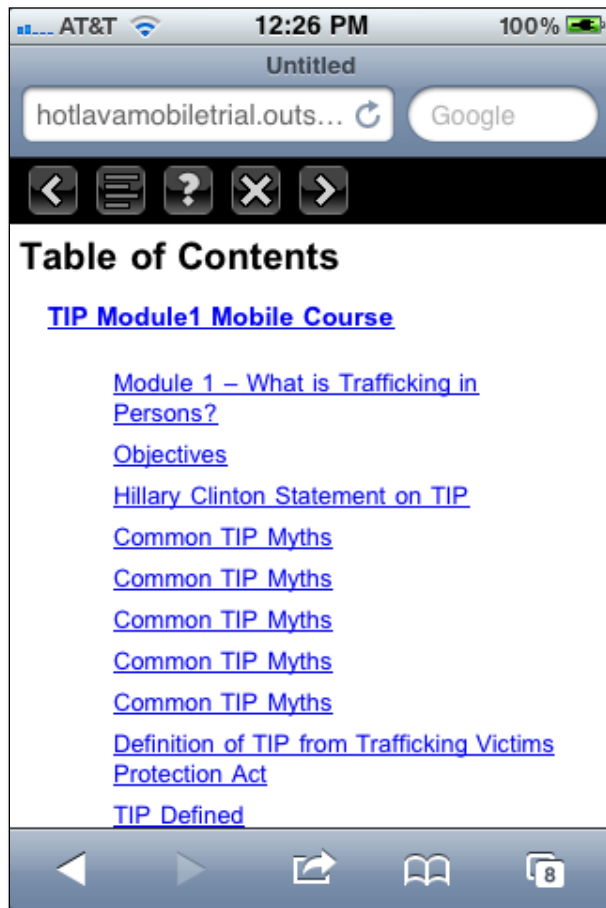 AT&T 12:26 PM 100%
Untitled
hotlavamobiletrial.outs... Google
?
Table of Contents
TIP Module1 Mobile Course
Module 1 – What is Trafficking in
Persons?
Objectives
Hillary Clinton Statement on TIP
Common TIP Myths
Common TIP Myths
Common TIP Myths
Common TIP Myths
Common TIP Myths
Definition of TIP from Trafficking Victims
Protection Act
TIP Defined
8